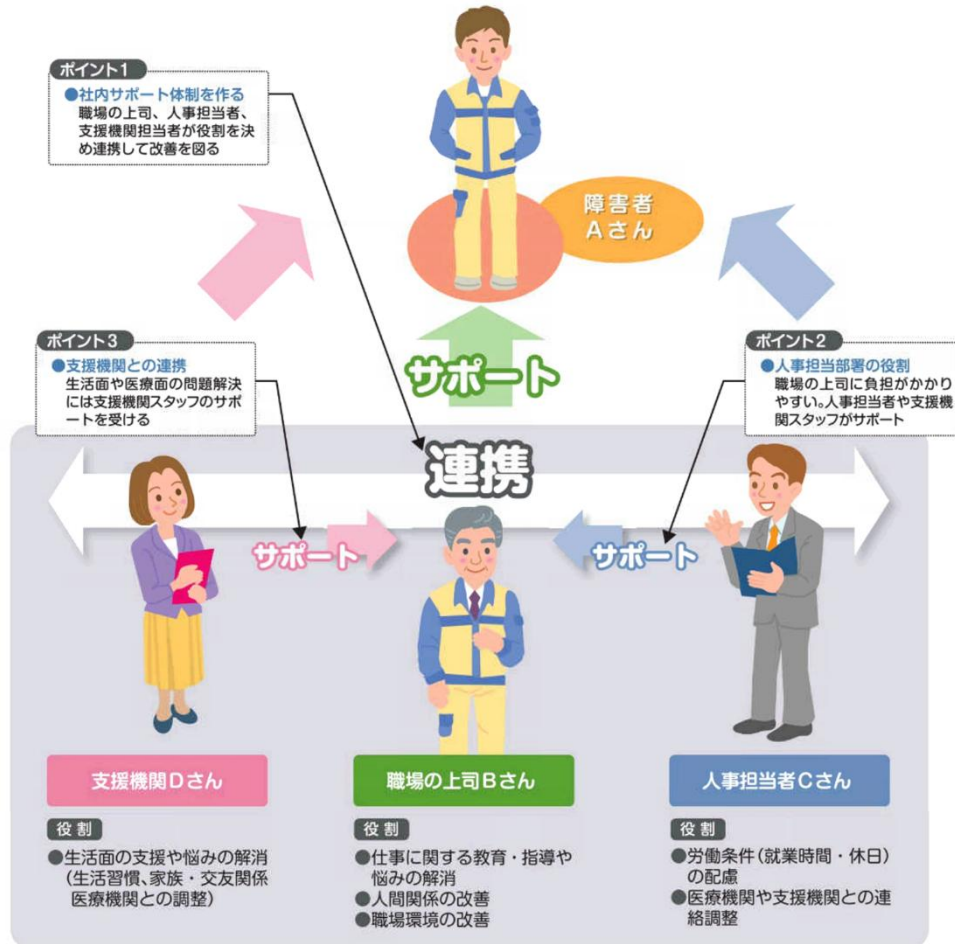 ポイント1
●社内サポート体制を作る
職場の上司、人事担当者、
支援機関担当者が役割を決
め連携して改善を図る
障害者
Aさん
ポイント3
●支援機関との連携
生活面や医療面の問題解決
には支援機関スタッフのサポ
ートを受ける
サポート
ポイント2
●人事担当部署の役割
職場の上司に負担がかかり
やすい。人事担当者や支援機
関スタッフがサポート
連携
サポート
サポート
支援機関Dさん
役割
●生活面の支援や悩みの解消
(生活習慣、家族・交友関係
医療機関との調整)
職場の上司Bさん
役割
●仕事に関する教育・指導や
悩みの解消
●人間関係の改善
●職場環境の改善
人事担当者Cさん
役割
●労働条件(就業時間・休日)
の配慮
●医療機関や支援機関との連
絡調整